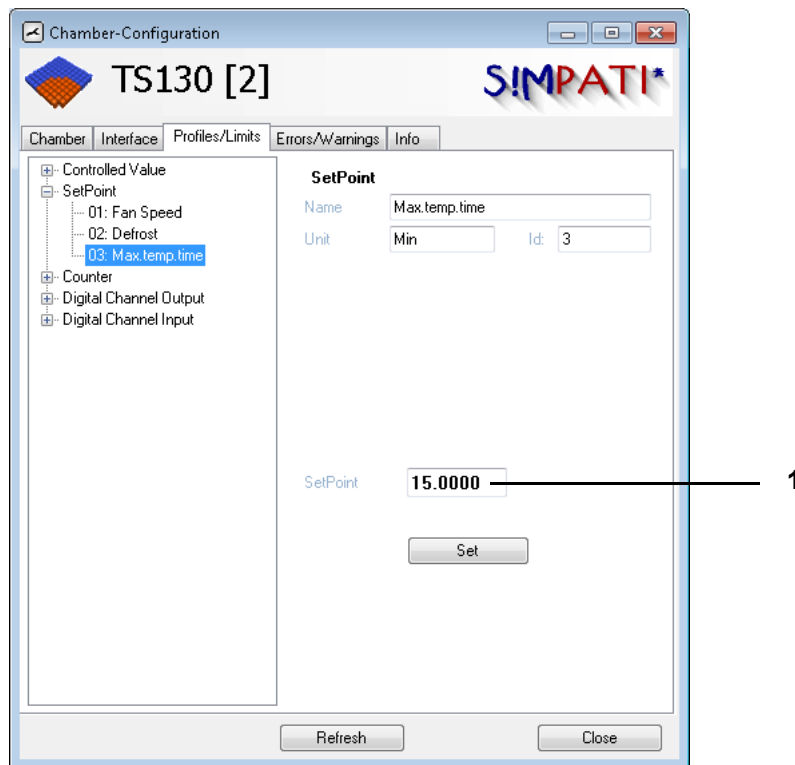 Chamber-Configuration
TS130 [2]
S!MPATI*
Chamber Interface Profiles/Limits Errors/Warnings Info
Controlled Value
SetPoint
01: Fan Speed
02: Defrost
03: Max.temp.time
Counter
Digital Channel Output
Digital Channel Input
SetPoint
Name Max.temp.time
Unit Min Id: 3
SetPoint 15.0000
1
Set
Refresh Close